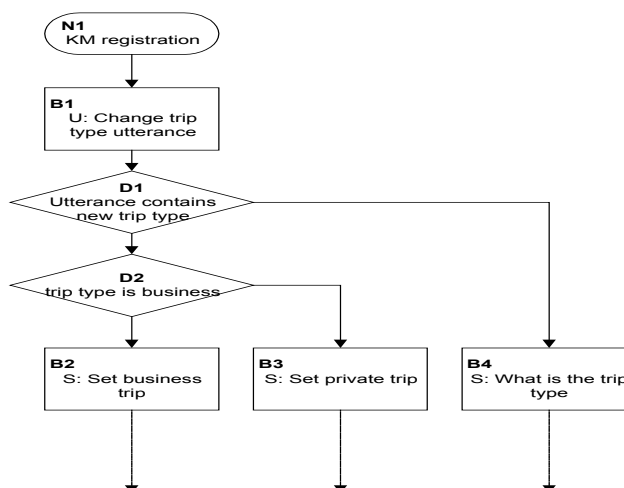 N1
KM registration
B1
U: Change trip
type utterance
D1
Utterance contains
new trip type
D2
trip type is business
B2
S: Set business
trip
B3
S: Set private trip
B4
S: What is the trip
type